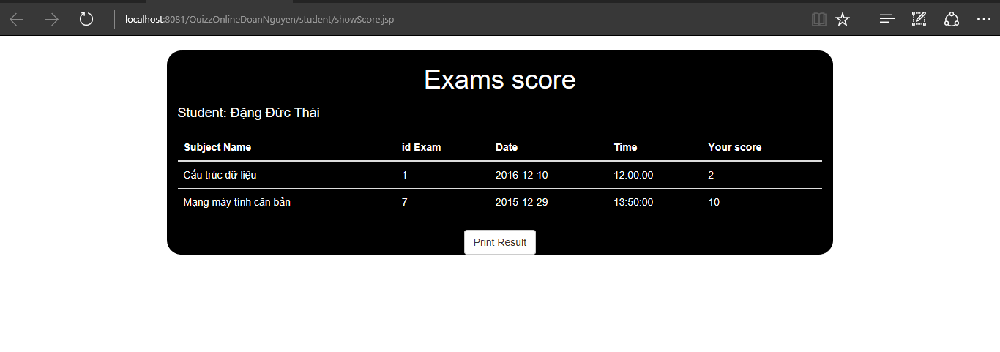 localhost:8081/QuizzOnlineDoanNguyen/student/showScore.jsp
Exams score
Student: Đặng Đức Thái
Subject Name id Exam Date Time Your score
Cấu trúc dữ liệu 1 2016-12-10 12:00:00 2
Mạng máy tính căn bản 7 2015-12-29 13:50:00 10
Print Result